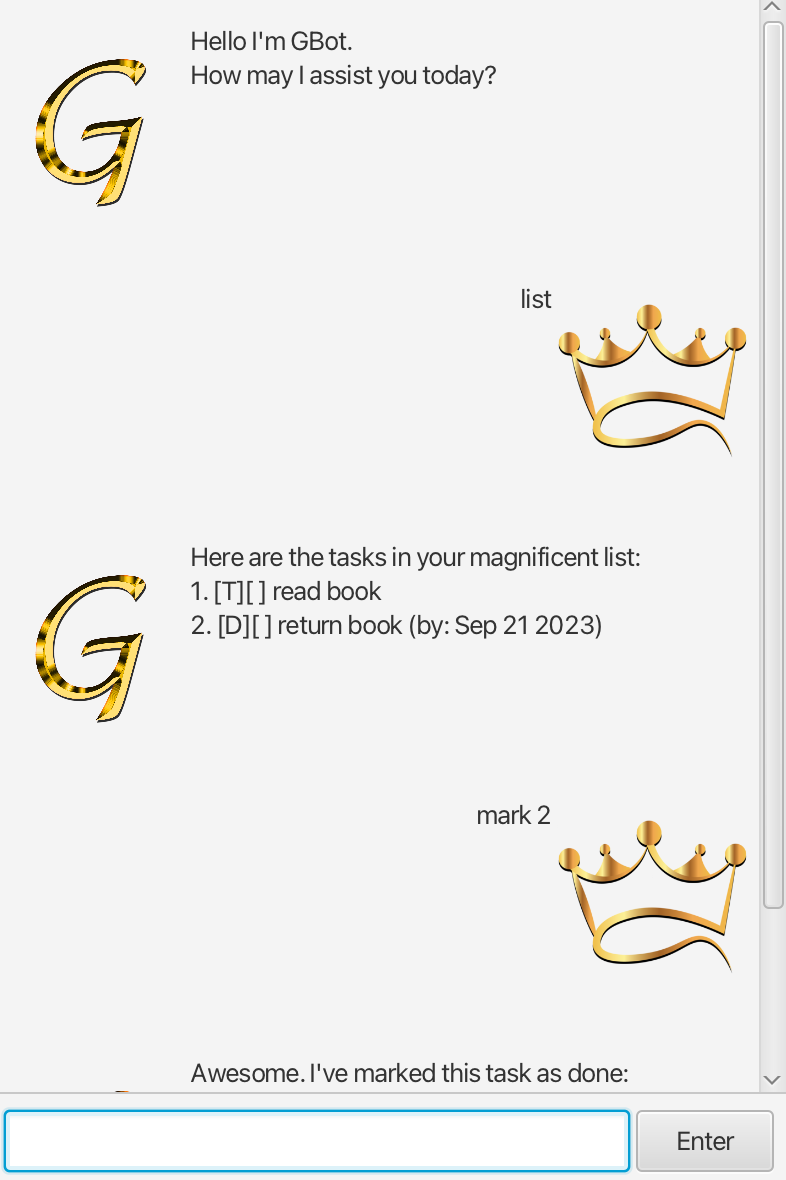 Hello I'm GBot.
How may I assist you today?
G
list
Here are the tasks in your magnificent list:
1. [T][ ] read book
2. [D][ ] return book (by: Sep 21 2023)
G
mark 2
Awesome. I've marked this task as done:
Enter